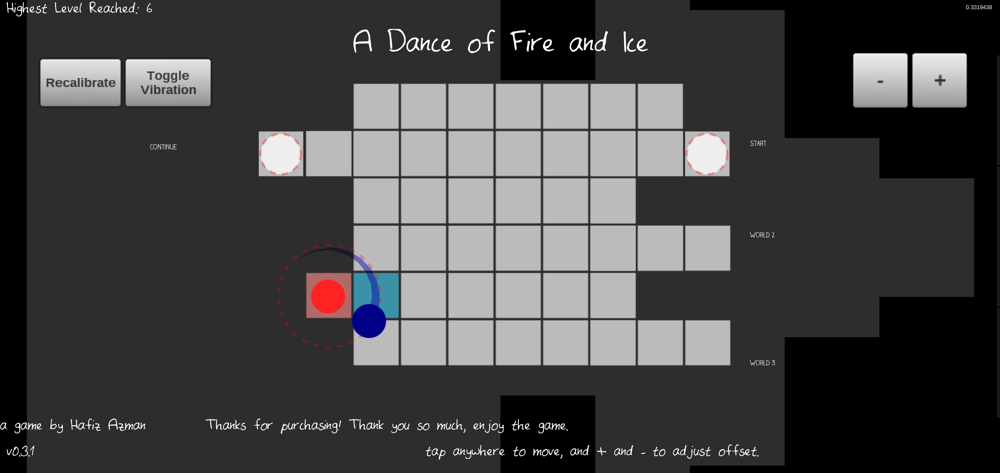 Highest Level Reached: 6
0.3319438
A Dance of Fire and Ice
Recalibrate
Toggle
Vibration
-
+
CONTINUE
START
WORLD 2
WORLD 3
a game by Hafiz Azman
Thanks for purchasing! Thank you so much, enjoy the game.
v0.3.1
tap anywhere to move, and + and - to adjust offset.